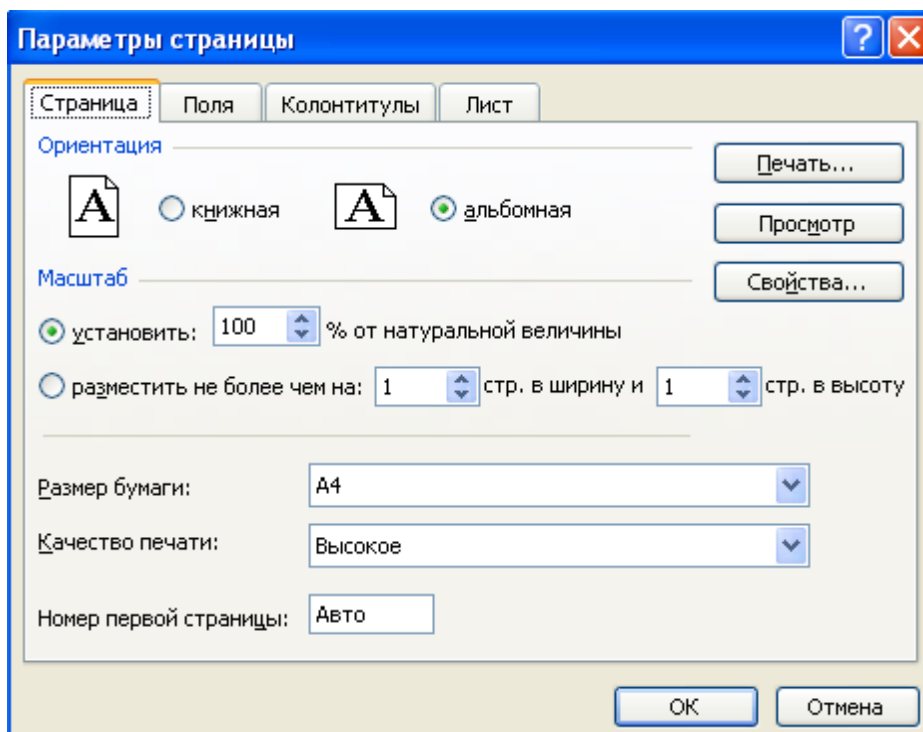 Параметры страницы
?
Страница Поля Колонтитулы Лист
Ориентация
Печать...
A книжная A альбомная
Просмотр
Масштаб
Свойства...
установить: 100 % от натуральной величины
разместить не более чем на: 1 стр. в ширину и 1 стр. в высоту
Размер бумаги: A4
Качество печати: Высокое
Номер первой страницы: Авто
ОК Отмена